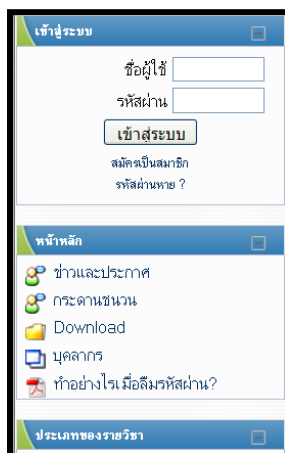 เข้าสู่ระบบ
ชื่อผู้ใช้
รหัสผ่าน
เข้าสู่ระบบ
สมัครเป็นสมาชิก
รหัสผ่านหาย ?
หน้าหลัก
ข่าวและประกาศ
กระดานชนวน
Download
บุคลากร
ทำอย่างไรเมื่อลืมรหัสผ่าน?
ประเภทของรายวิชา